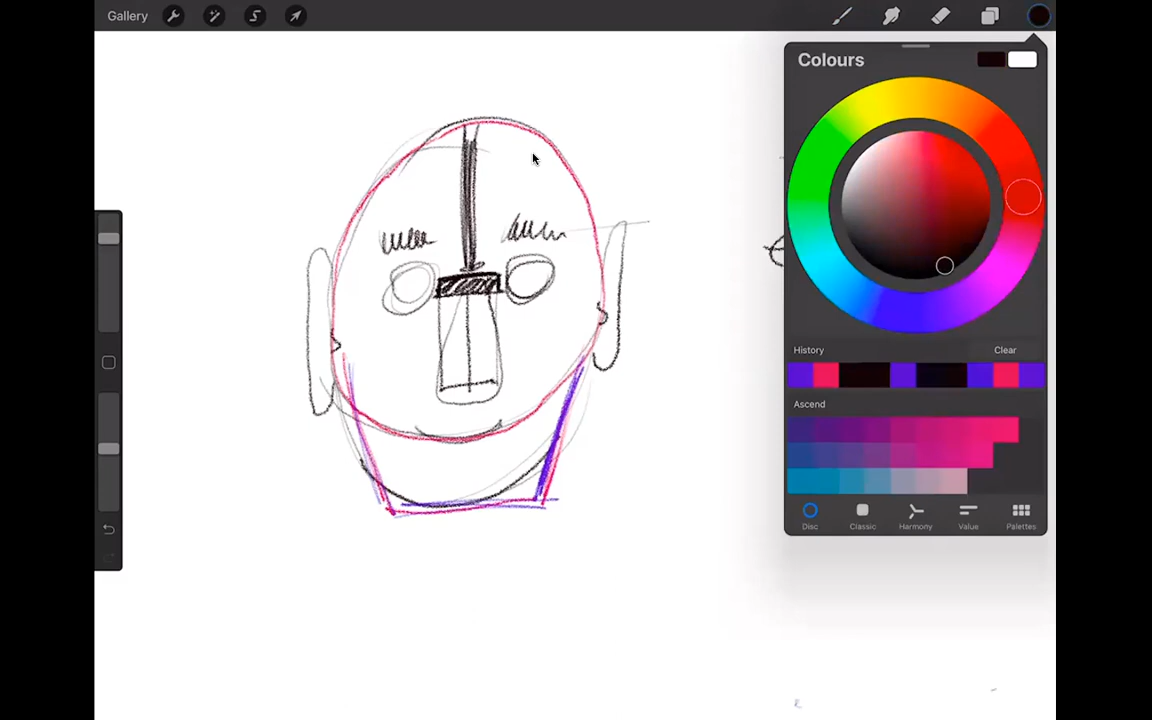 Gallery
Colours
History Clear
Ascend
Disc Classic Harmony Value Palettes